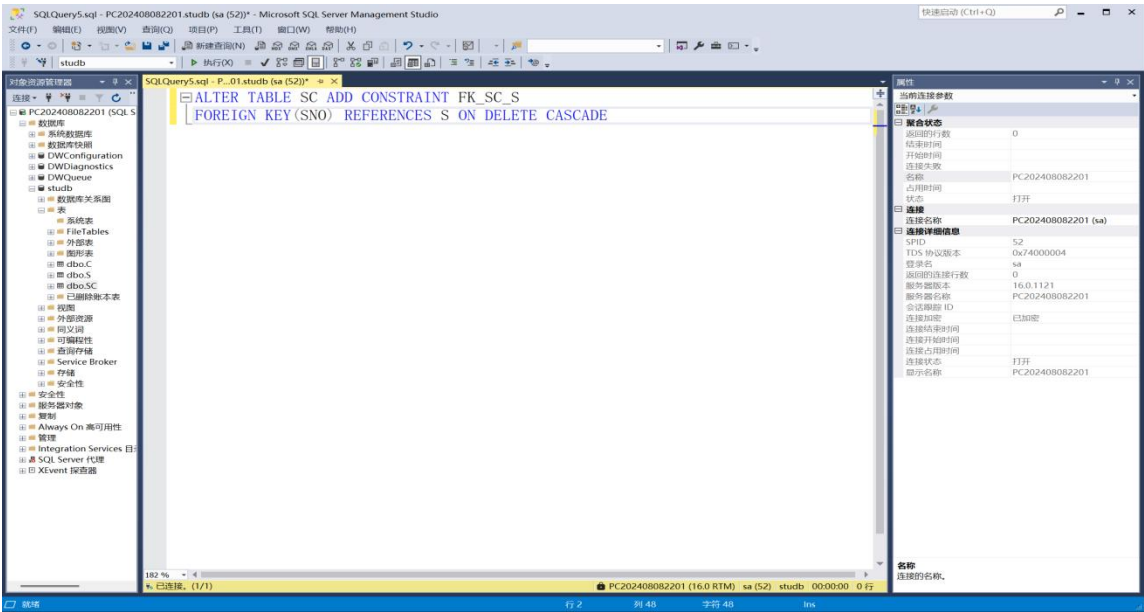 SQLQuery5.sql - PC202408082201.studb (sa (52))* - Microsoft SQL Server Management Studio
快速启动 (Ctrl+Q)
文件(F) 编辑(E) 视图(V) 查询(Q) 项目(P) 工具(T) 窗口(W) 帮助(H)
新建查询(N)
studb
执行(X)
对象资源管理器
连接
PC202408082201 (SQL S
数据库
系统数据库
数据库快照
DWConfiguration
DWDiagnostics
DWQueue
studb
数据库关系图
表
系统表
FileTables
外部表
图形表
dbo.C
dbo.S
dbo.SC
已删除账本表
视图
外部资源
同义词
可编程性
查询存储
Service Broker
存储
安全性
安全性
服务器对象
复制
Always On 高可用性
管理
Integration Services 目
SQL Server 代理
XEvent 探查器
SQLQuery5.sql - P...01.studb (sa (52))*
ALTER TABLE SC ADD CONSTRAINT FK_SC_S
FOREIGN KEY(SNO) REFERENCES S ON DELETE CASCADE
182 %
已连接。(1/1)
PC202408082201 (16.0 RTM) sa (52) studb 00:00:00 0 行
属性
当前连接参数
聚合状态
返回的行数 0
结束时间
开始时间
连接失败
名称 PC202408082201
占用时间
状态 打开
连接
连接名称 PC202408082201 (sa)
连接详细信息
SPID 52
TDS 协议版本 0x74000004
登录名 sa
返回的连接行数 0
服务器版本 16.0.1121
服务器名称 PC202408082201
会话跟踪 ID
连接加密 已加密
连接结束时间
连接开始时间
连接占用时间
连接状态 打开
显示名称 PC202408082201
名称
连接的名称。
就绪
行 2 列 48 字符 48 Ins